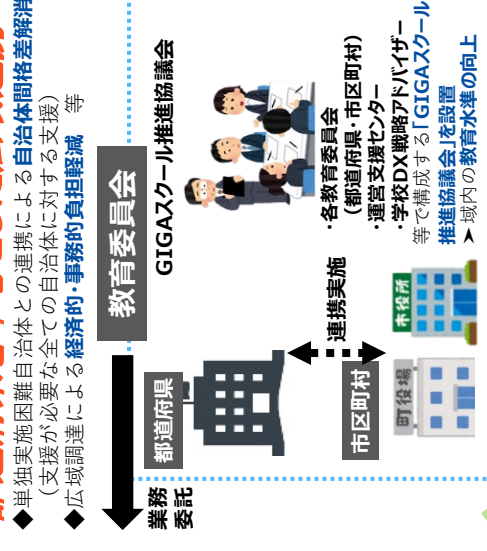 ◆単独実施困難自治体との連携による自治体間格差解消
（支援が必要な全ての自治体に対する支援）
◆広域調達による経済的・事務的負担軽減　等
教育委員会
業務
委託
都道府県
連携実施
市区町村
町役場
市役所
GIGAスクール推進協議会
・各教育委員会
（都道府県・市区町村）
・運営支援センター
・学校DX戦略アドバイザー
等で構成する「GIGAスクール
推進協議会」を設置
➤域内の教育水準の向上